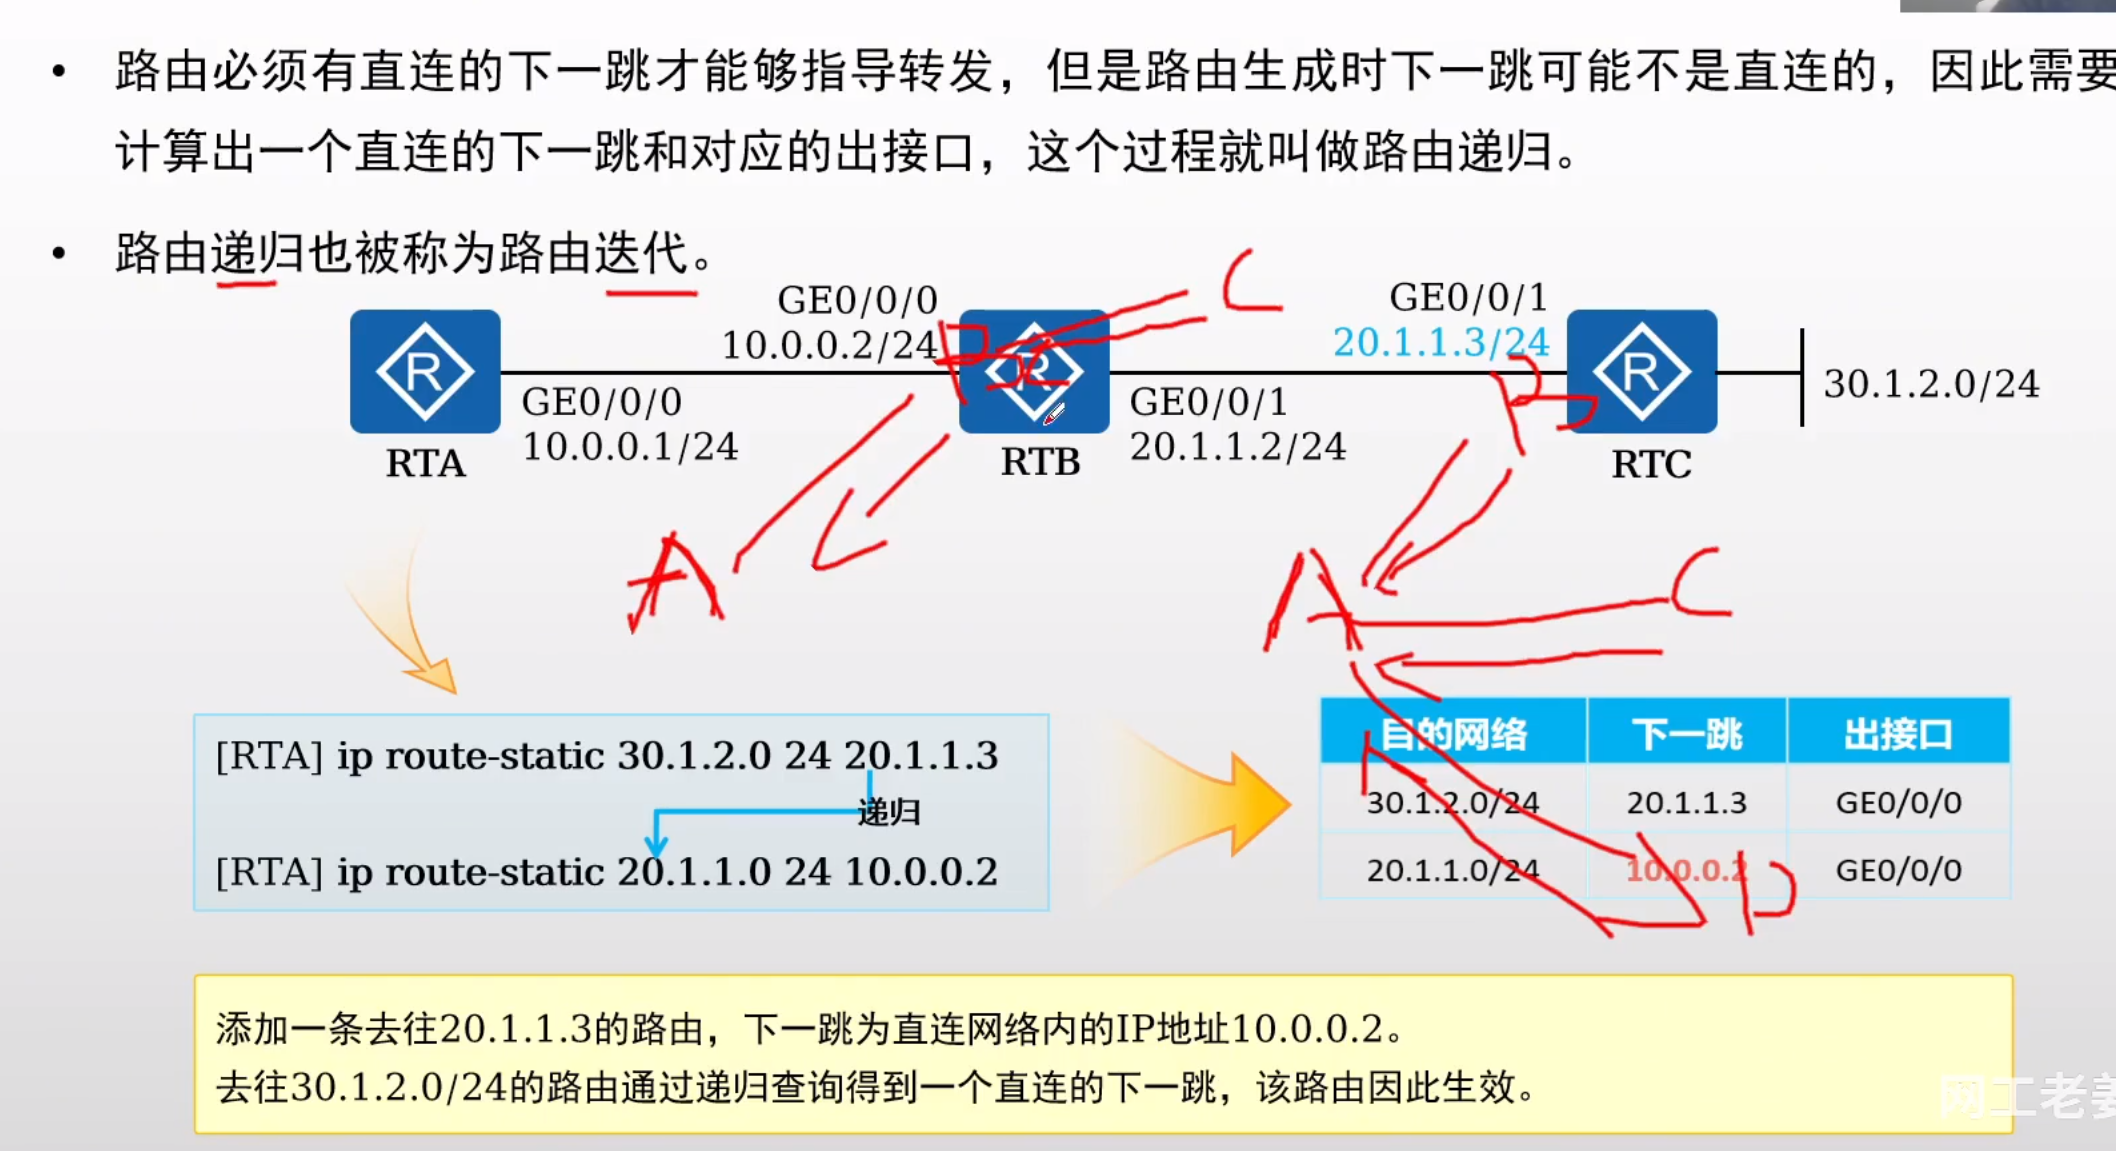 • 路由必须有直连的下一跳才能够指导转发，但是路由生成时下一跳可能不是直连的，因此需要
计算出一个直连的下一跳和对应的出接口，这个过程就叫做路由递归。
• 路由递归也被称为路由迭代。
C
GE0/0/0
10.0.0.2/24
GE0/0/1
20.1.1.3/24
R
R
R
30.1.2.0/24
GE0/0/0
10.0.0.1/24
GE0/0/1
20.1.1.2/24
RTA
RTB
RTC
A
A
C
[RTA] ip route-static 30.1.2.0 24 20.1.1.3
递归
[RTA] ip route-static 20.1.1.0 24 10.0.0.2
目的网络 下一跳 出接口
30.1.2.0/24 20.1.1.3 GE0/0/0
20.1.1.0/24 10.0.0.2 GE0/0/0
D
添加一条去往20.1.1.3的路由，下一跳为直连网络内的IP地址10.0.0.2。
去往30.1.2.0/24的路由通过递归查询得到一个直连的下一跳，该路由因此生效。
网工老姜